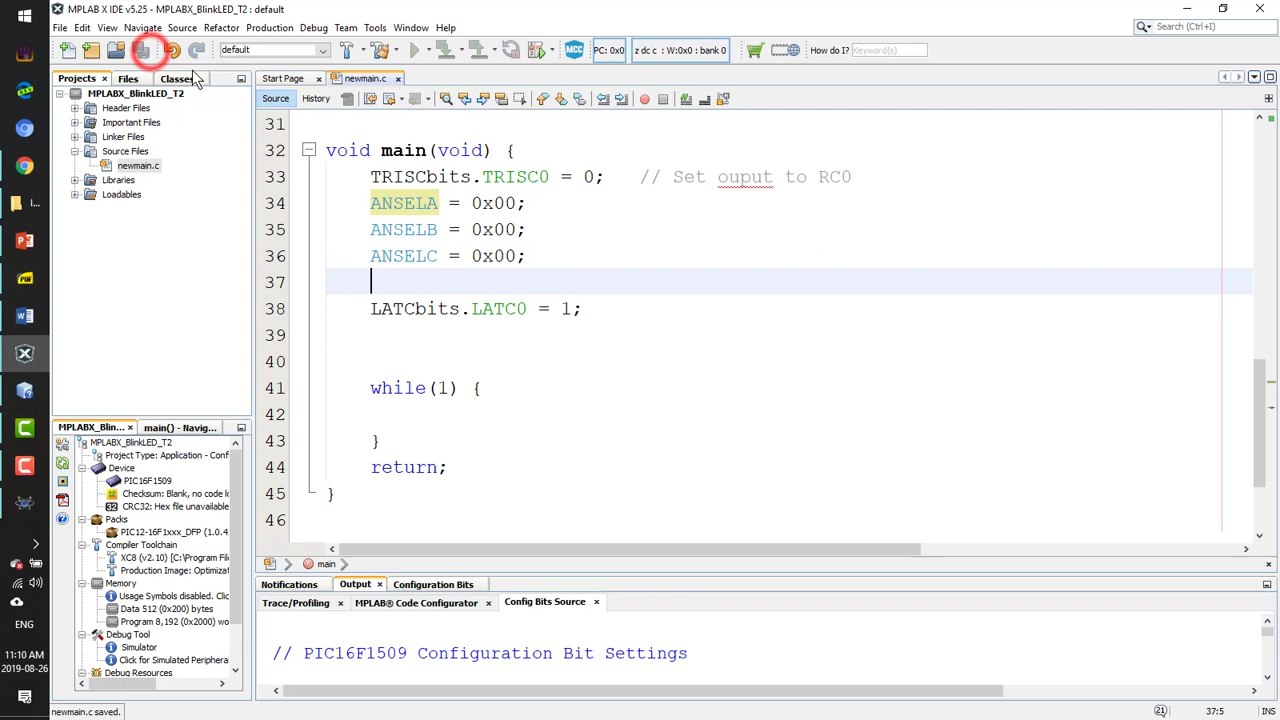 MPLAB X IDE v5.25 - MPLABX_BlinkLED_T2 : default
File Edit View Navigate Source Refactor Production Debug Team Tools Window Help
Search (Ctrl+I)
default
MCC
PC: 0x0
z dc c : W:0x0 : bank 0
How do I? Keyword(s)
Projects Files Classes
Start Page newmain.c
Source History
MPLABX_BlinkLED_T2
Header Files
Important Files
Linker Files
Source Files
newmain.c
Libraries
Loadables
31
32 void main(void) {
33 TRISCbits.TRISC0 = 0; // Set ouput to RC0
34 ANSELA = 0x00;
35 ANSELB = 0x00;
36 ANSELC = 0x00;
37
38 LATCbits.LATC0 = 1;
39
40
41 while(1) {
42
43 }
44 return;
45 }
46
main
MPLABX_Blin... main() - Navig...
MPLABX_BlinkLED_T2
Project Type: Application - Conf
Device
PIC16F1509
Checksum: Blank, no code lo
CRC32: Hex file unavailable
Packs
PIC12-16F1xxx_DFP (1.0.4
Compiler Toolchain
XC8 (v2.10) [C:\Program File
Production Image: Optimizat
Memory
Usage Symbols disabled. Clic
Data 512 (0x200) bytes
Program 8,192 (0x2000) wo
Debug Tool
Simulator
Click for Simulated Periphera
Debug Resources
Notifications Output Configuration Bits
Trace/Profiling MPLAB® Code Configurator Config Bits Source
// PIC16F1509 Configuration Bit Settings
I...
ENG
11:10 AM
2019-08-26
newmain.c saved.
21
37:5
INS